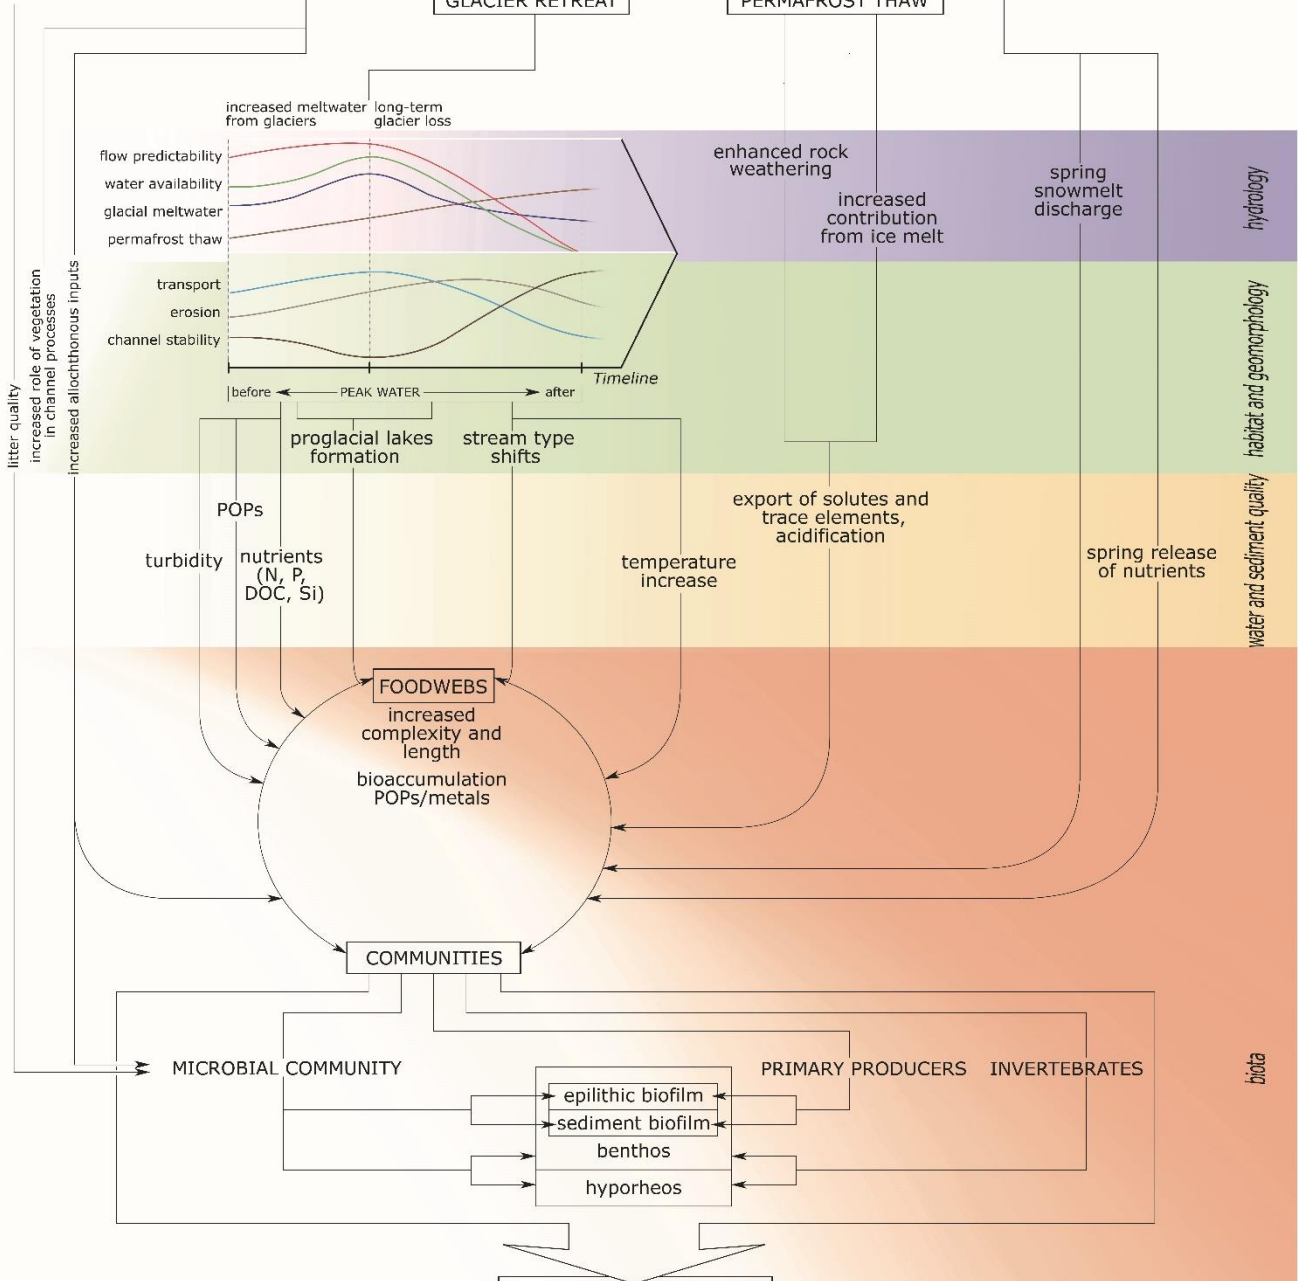 GLACIER RETREAT
PERMAFROST THAW
increased meltwater
from glaciers
long-term
glacier loss
flow predictability
water availability
glacial meltwater
permafrost thaw
transport
erosion
channel stability
Timeline
before
PEAK WATER
after
enhanced rock
weathering
increased
contribution
from ice melt
spring
snowmelt
discharge
hydrology
habitat and geomorphology
water and sediment quality
biota
litter quality
increased role of vegetation
in channel processes
increased allochthonous inputs
proglacial lakes
formation
stream type
shifts
POPs
turbidity
nutrients
(N, P,
DOC, Si)
temperature
increase
export of solutes and
trace elements,
acidification
spring release
of nutrients
FOODWEBS
increased
complexity and
length
bioaccumulation
POPs/metals
COMMUNITIES
MICROBIAL COMMUNITY
PRIMARY PRODUCERS
INVERTEBRATES
epilithic biofilm
sediment biofilm
benthos
hyporheos